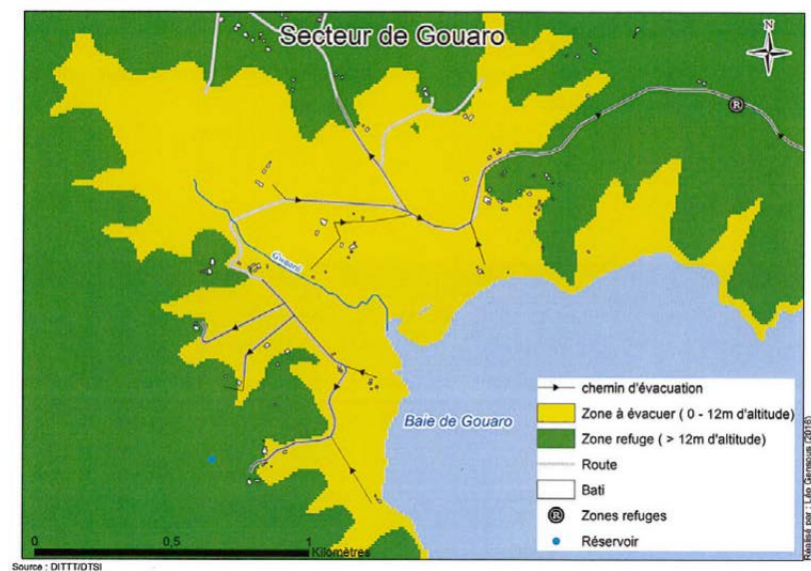 Secteur de Gouaro
N
R
Baie de Gouaro
chemin d'évacuation
Zone à évacuer ( 0 - 12m d'altitude)
Zone refuge ( > 12m d'altitude)
Route
Bati
R Zones refuges
Réservoir
0 0,5 1
Kilomètres
Source : DITTT/DTSI